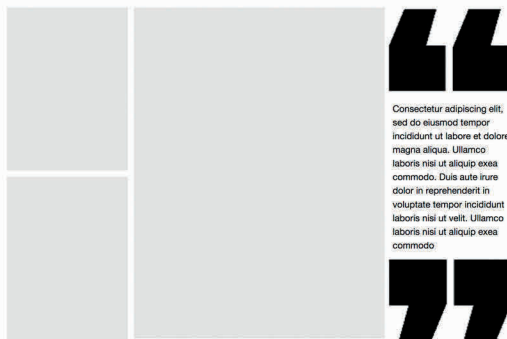 Consectetur adipiscing elit,
sed do eiusmod tempor
incididunt ut labore et dolore
magna aliqua. Ullamco
laboris nisi ut aliquip exea
commodo. Duis aute irure
dolor in reprehenderit in
voluptate tempor incididunt
laboris nisi ut velit. Ullamco
laboris nisi ut aliquip exea
commodo